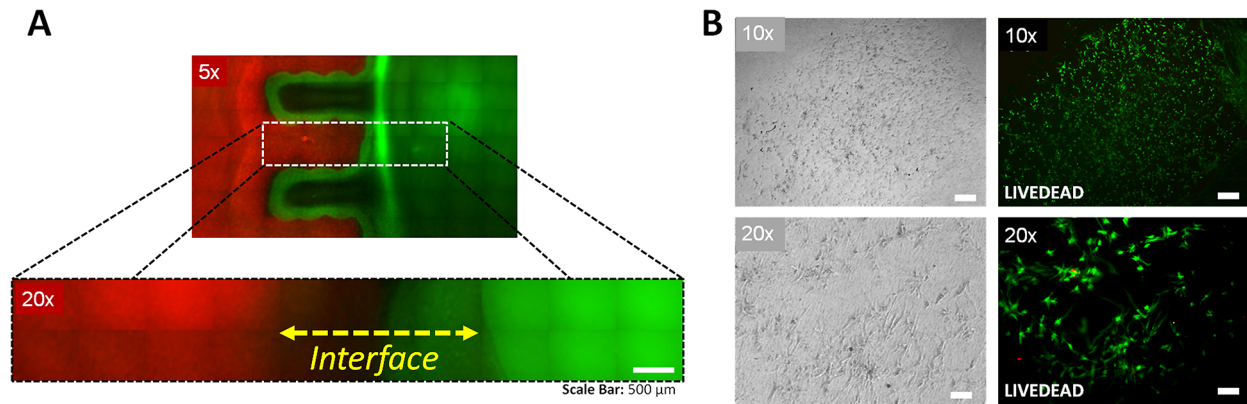 A
5x
20x
Interface
Scale Bar: 500 μm
B
10x
10x
LIVEDEAD
20x
20x
LIVEDEAD